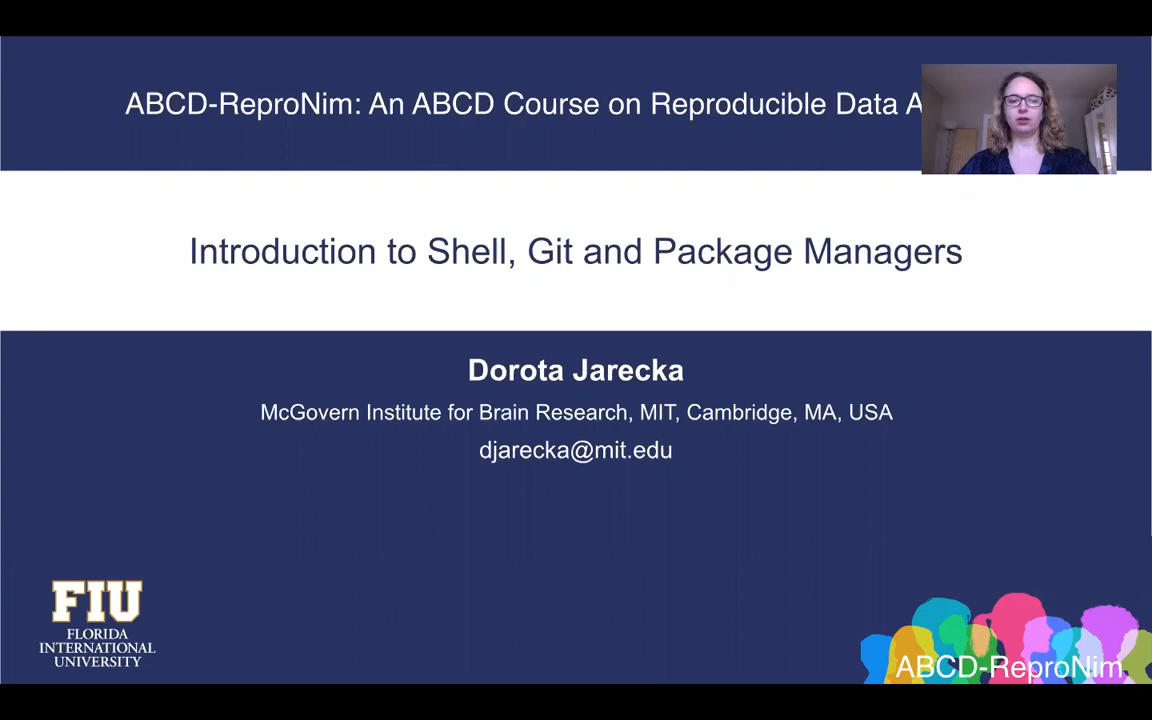 ABCD-ReproNim: An ABCD Course on Reproducible Data A
Introduction to Shell, Git and Package Managers
Dorota Jarecka
McGovern Institute for Brain Research, MIT, Cambridge, MA, USA
djarecka@mit.edu
FIU
FLORIDA
INTERNATIONAL
UNIVERSITY
ABCD-ReproNim